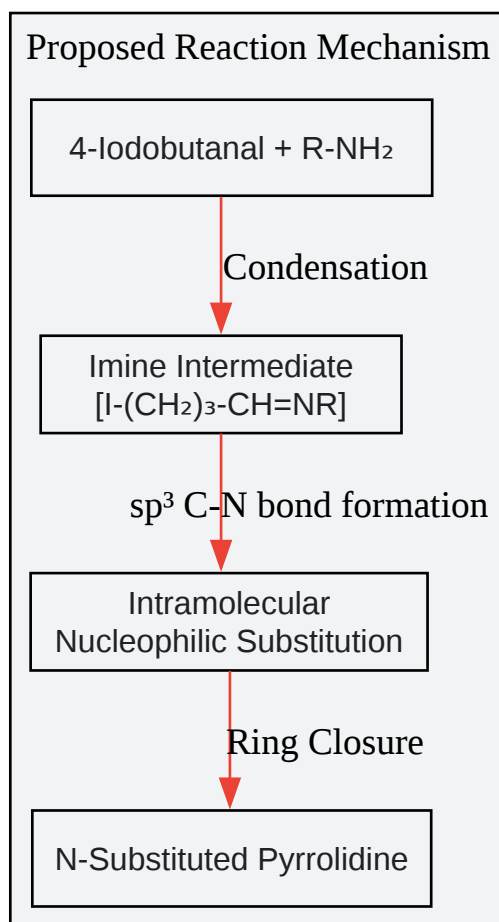 Proposed Reaction Mechanism
4-Iodobutanal + R-NH₂
Condensation
Imine Intermediate
[I-(CH₂)₃-CH=NR]
sp³ C-N bond formation
Intramolecular
Nucleophilic Substitution
Ring Closure
N-Substituted Pyrrolidine